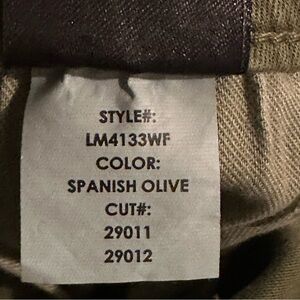 STYLE#:
LM4133WF
COLOR:
SPANISH OLIVE
CUT#:
29011
29012